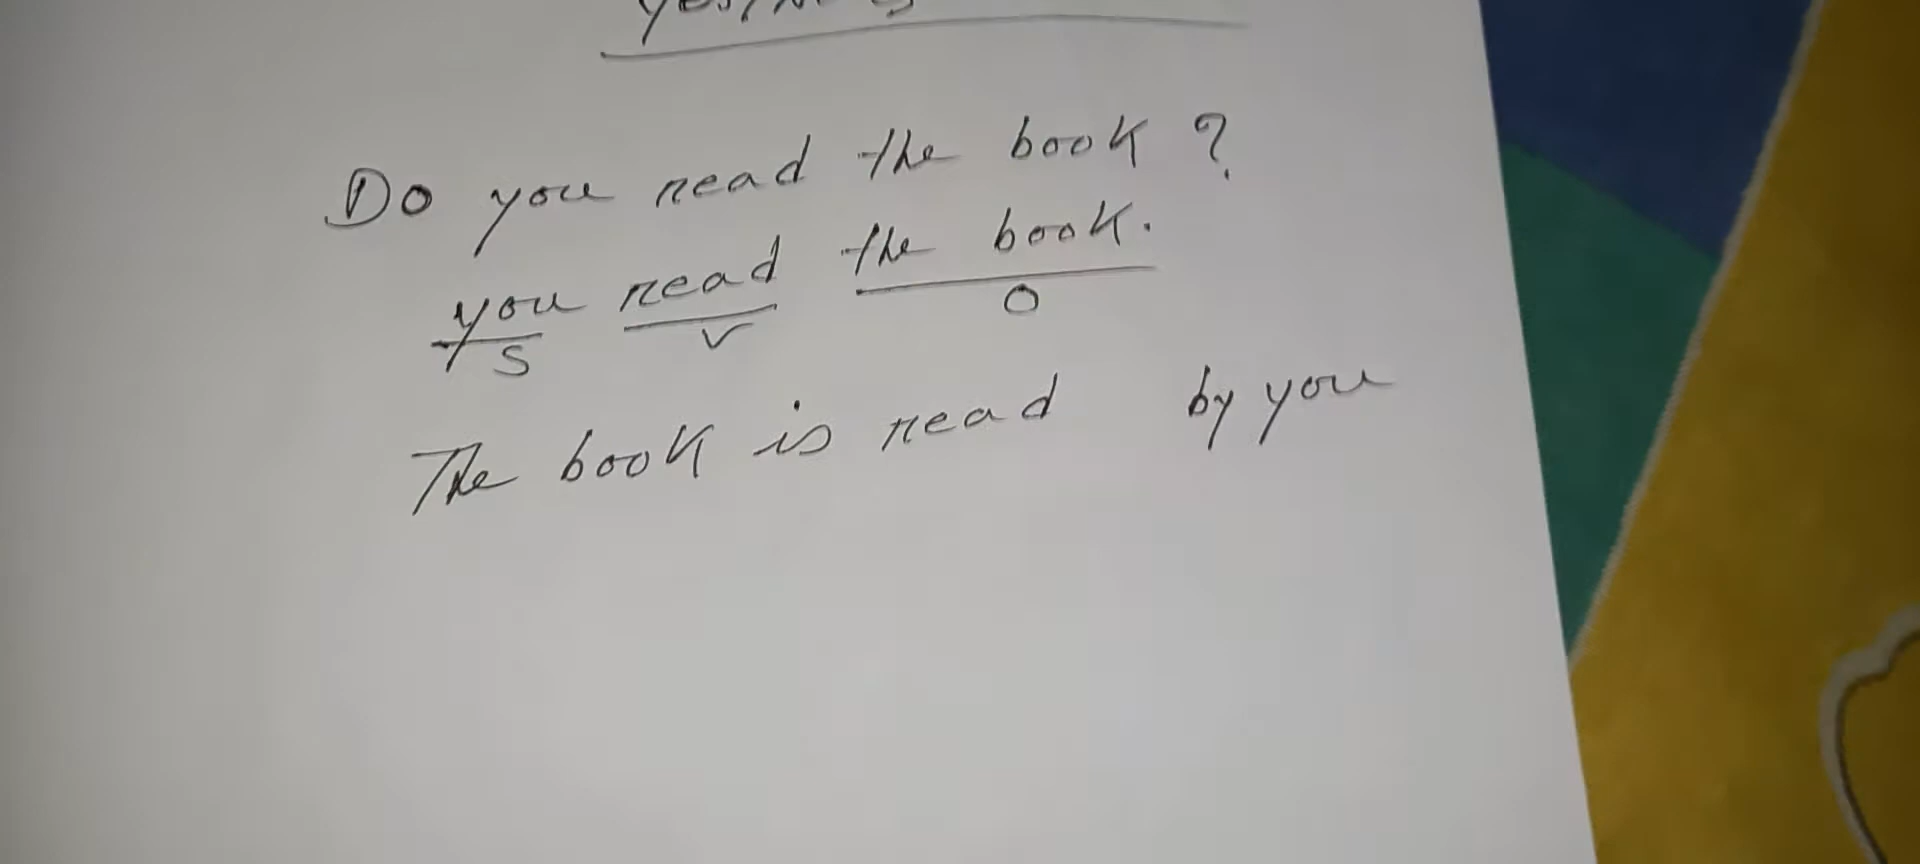 Do you read the book ?
you read the book.
S V O
The book is read by you